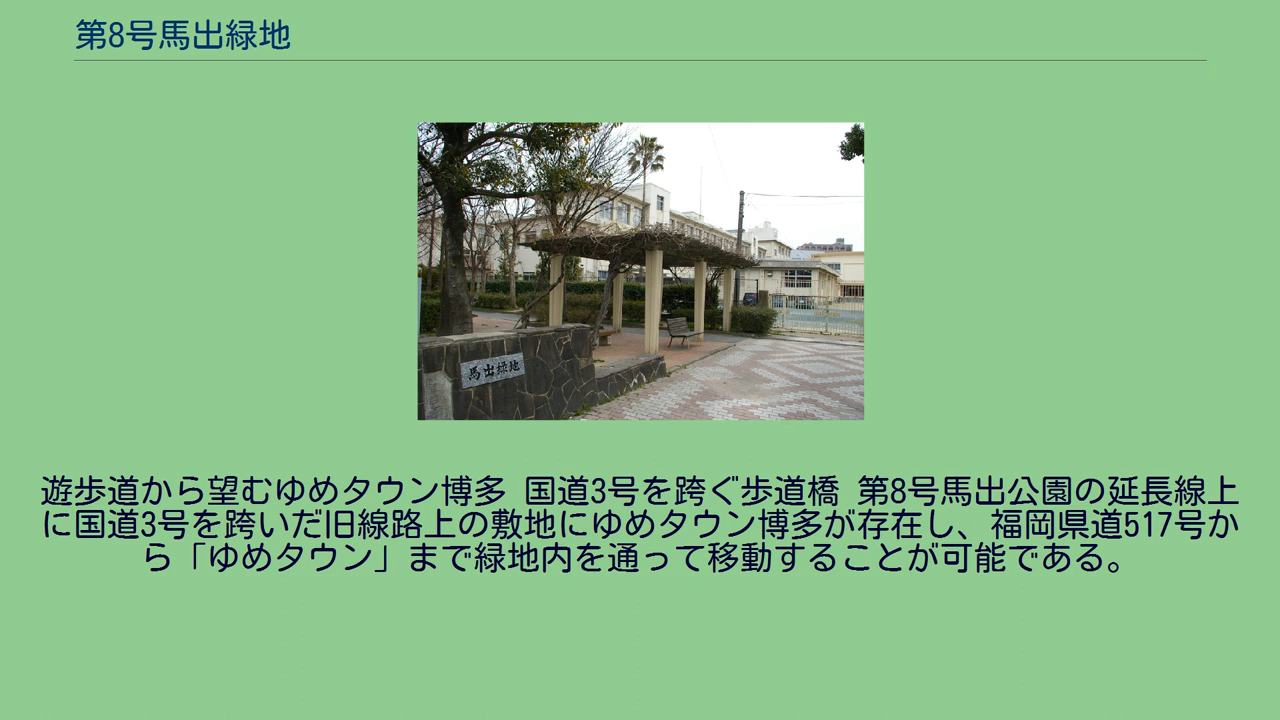 第8号馬出緑地
馬出緑地
遊歩道から望むゆめタウン博多 国道3号を跨ぐ歩道橋 第8号馬出公園の延長線上
に国道3号を跨いだ旧線路上の敷地にゆめタウン博多が存在し、福岡県道517号か
ら「ゆめタウン」まで緑地内を通って移動することが可能である。